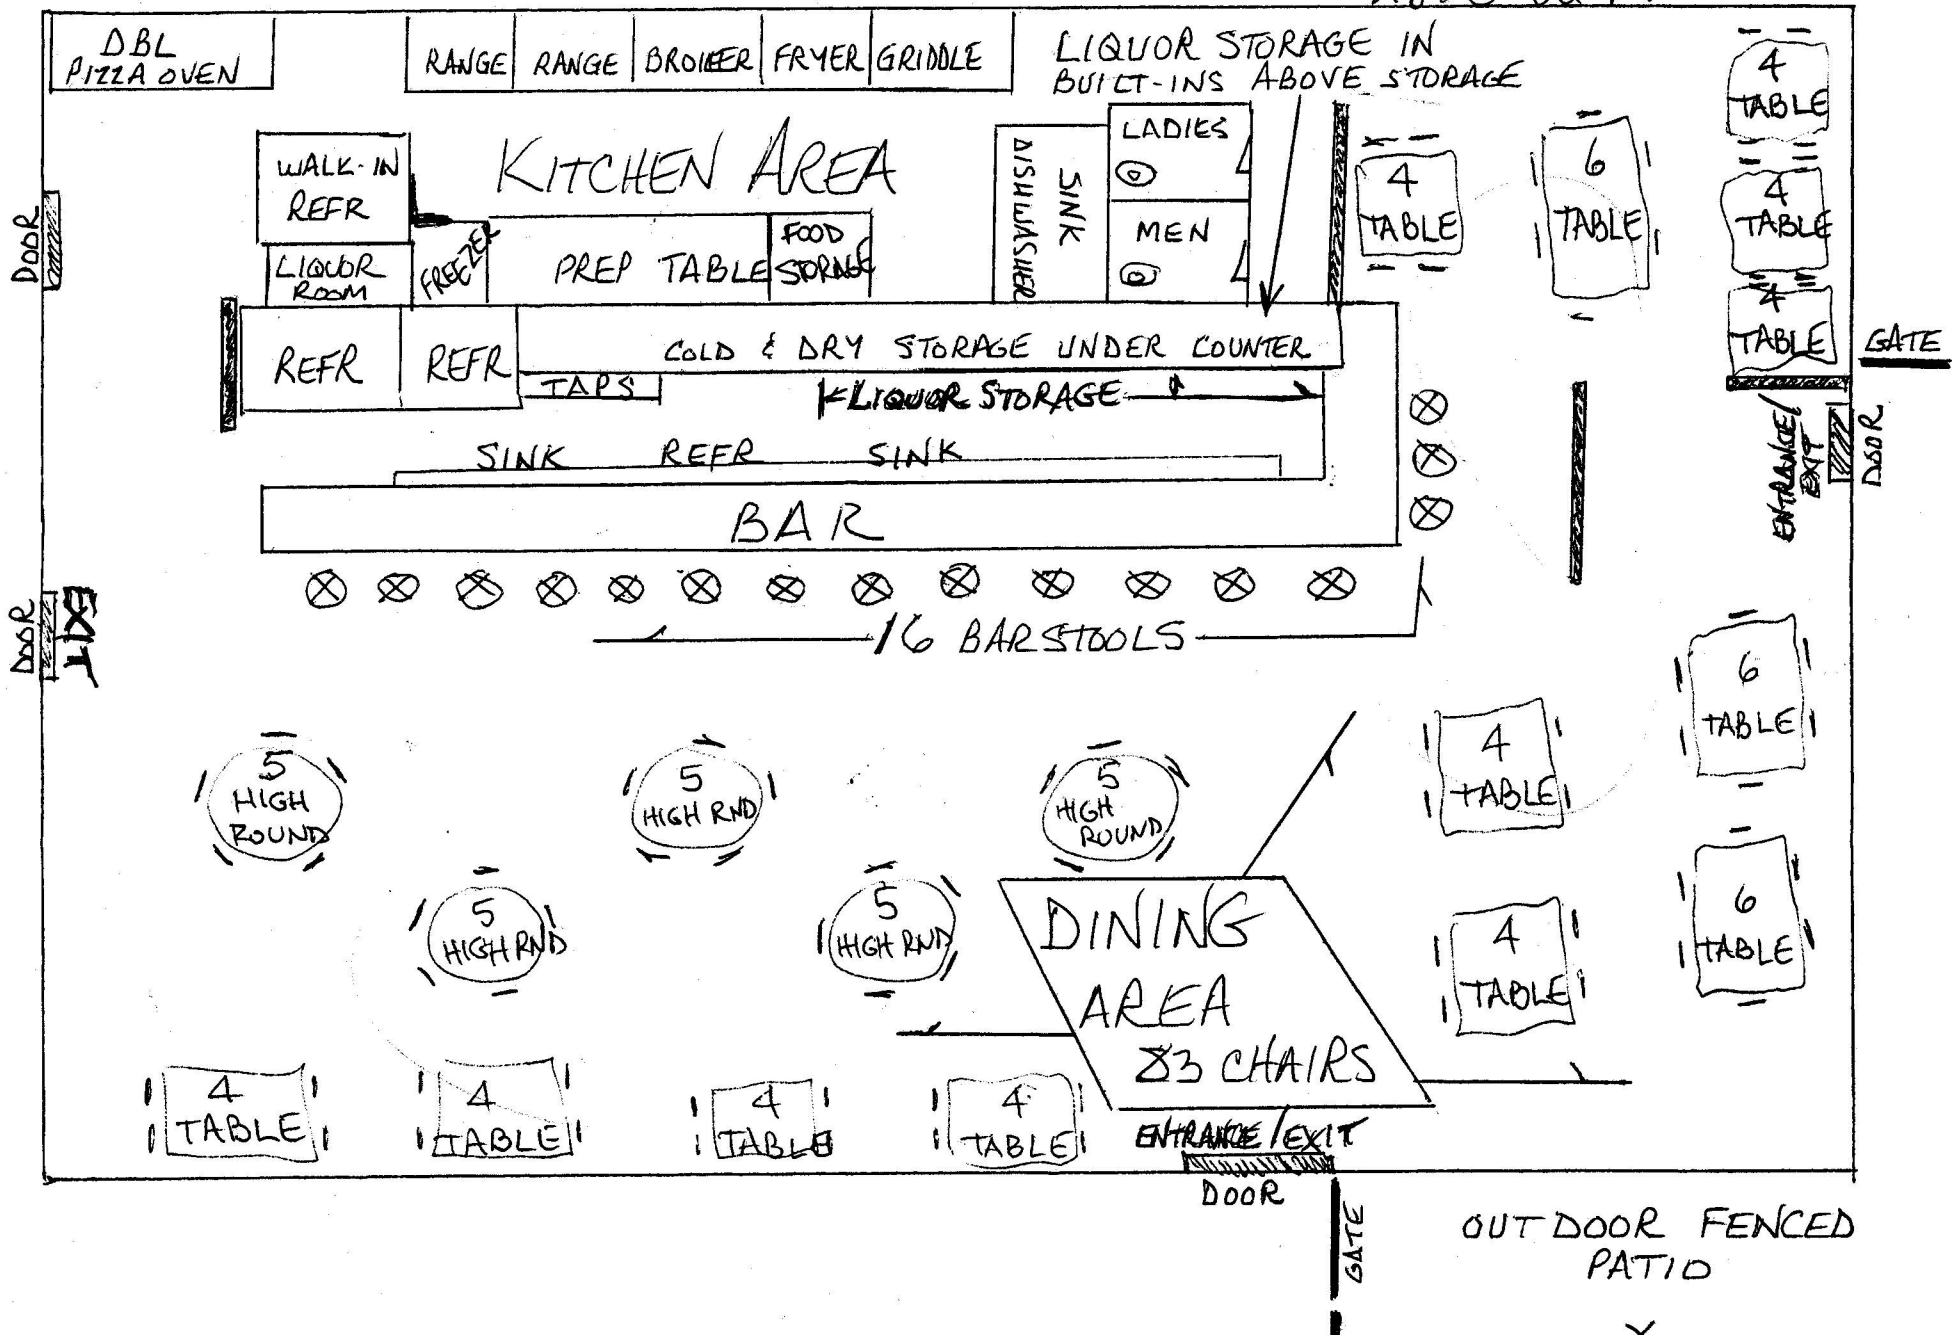 DBL
PIZZA OVEN
RANGE
RANGE
BROILER
FRYER
GRIDDLE
LIQUOR STORAGE IN
BUILT-INS ABOVE STORAGE
4
TABLE
KITCHEN AREA
WALK-IN
REFR
LIQUOR
ROOM
FREEZER
PREP TABLE
FOOD
STORAGE
DISHWASHER
SINK
LADIES
MEN
4
TABLE
6
TABLE
4
TABLE
4
TABLE
DOOR
REFR
REFR
COLD & DRY STORAGE UNDER COUNTER
TAPS
LIQUOR STORAGE
GATE
ENTRANCE/
EXIT
DOOR
SINK
REFR
SINK
BAR
DOOR
EXIT
16 BARSTOOLS
6
TABLE
4
TABLE
5
HIGH
ROUND
5
HIGH RND
5
HIGH
ROUND
5
HIGH RND
5
HIGH RND
DINING
AREA
83 CHAIRS
4
TABLE
6
TABLE
4
TABLE
4
TABLE
4
TABLE
4
TABLE
ENTRANCE/EXIT
DOOR
GATE
OUTDOOR FENCED
PATIO